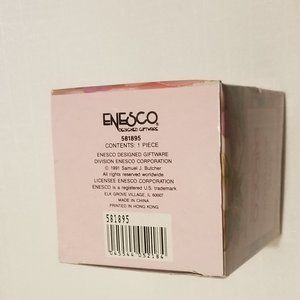 ENESCO
DESIGNED GIFTWARE
581895
CONTENTS: 1 PIECE
ENESCO DESIGNED GIFTWARE
DIVISION ENESCO CORPORATION
© 1991 Samuel J. Butcher
All rights reserved worldwide
LICENSEE ENESCO CORPORATION
ENESCO is a registered U.S. trademark
ELK GROVE VILLAGE, IL 60007
MADE IN CHINA
PRINTED IN HONG KONG
581895
045544 052184